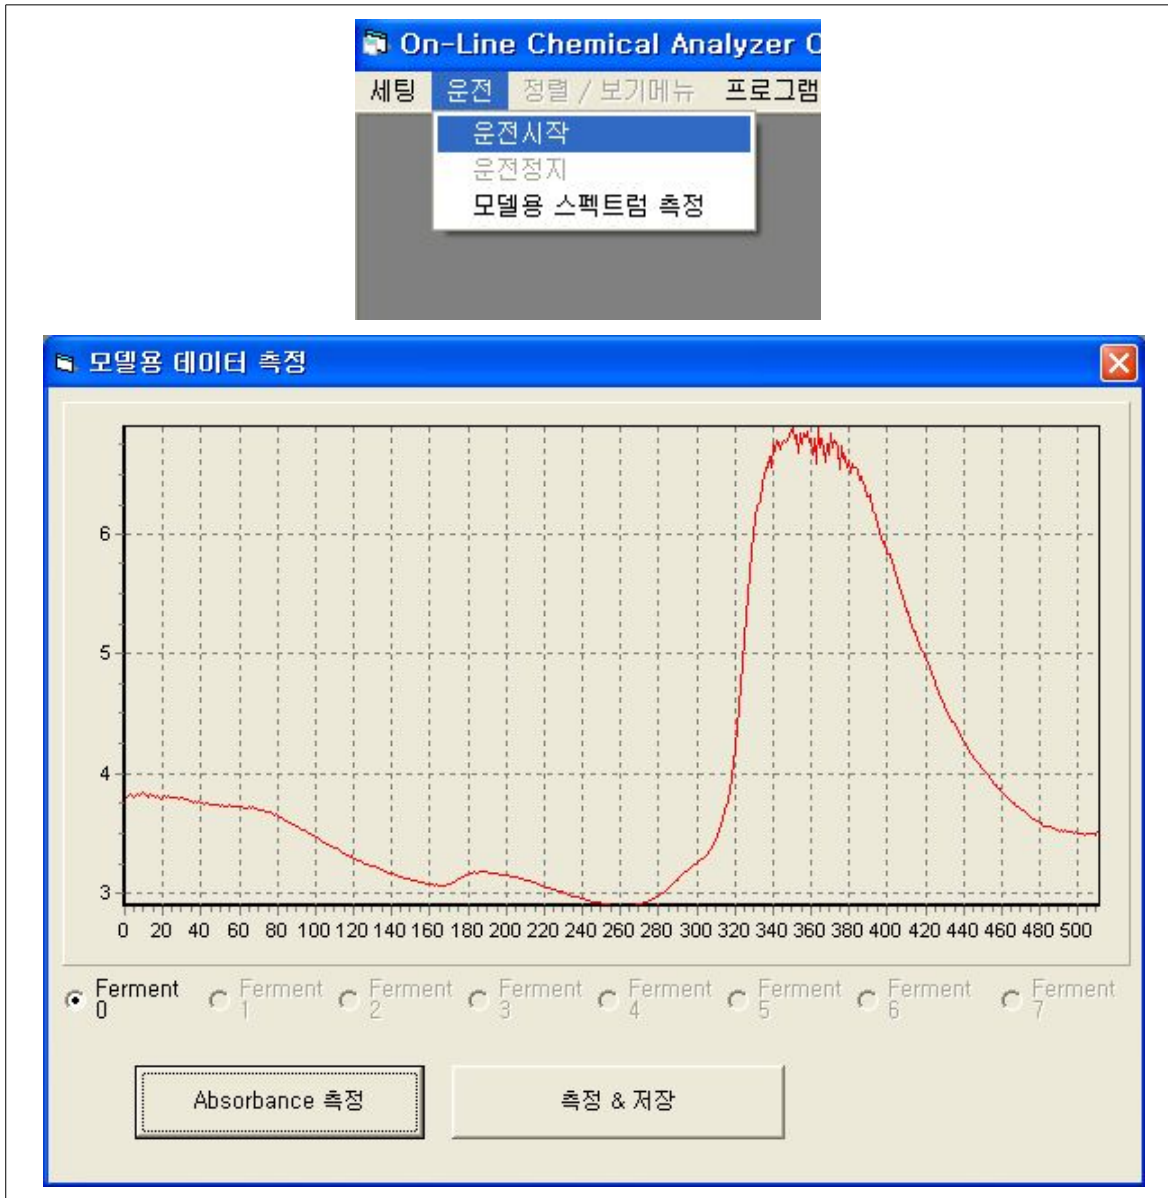 On-Line Chemical Analyzer
세팅 운전 정렬 / 보기메뉴 프로그램
운전시작
운전정지
모델용 스펙트럼 측정
모델용 데이터 측정
6
5
4
3
0 20 40 60 80 100 120 140 160 180 200 220 240 260 280 300 320 340 360 380 400 420 440 460 480 500
Ferment 0 Ferment 1 Ferment 2 Ferment 3 Ferment 4 Ferment 5 Ferment 6 Ferment 7
Absorbance 측정 측정 & 저장